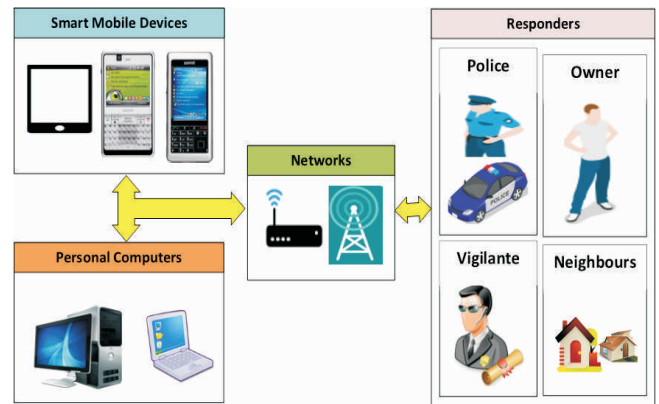 Smart Mobile Devices
Responders
Police
Owner
Networks
POLICE
Personal Computers
Vigilante
Neighbours